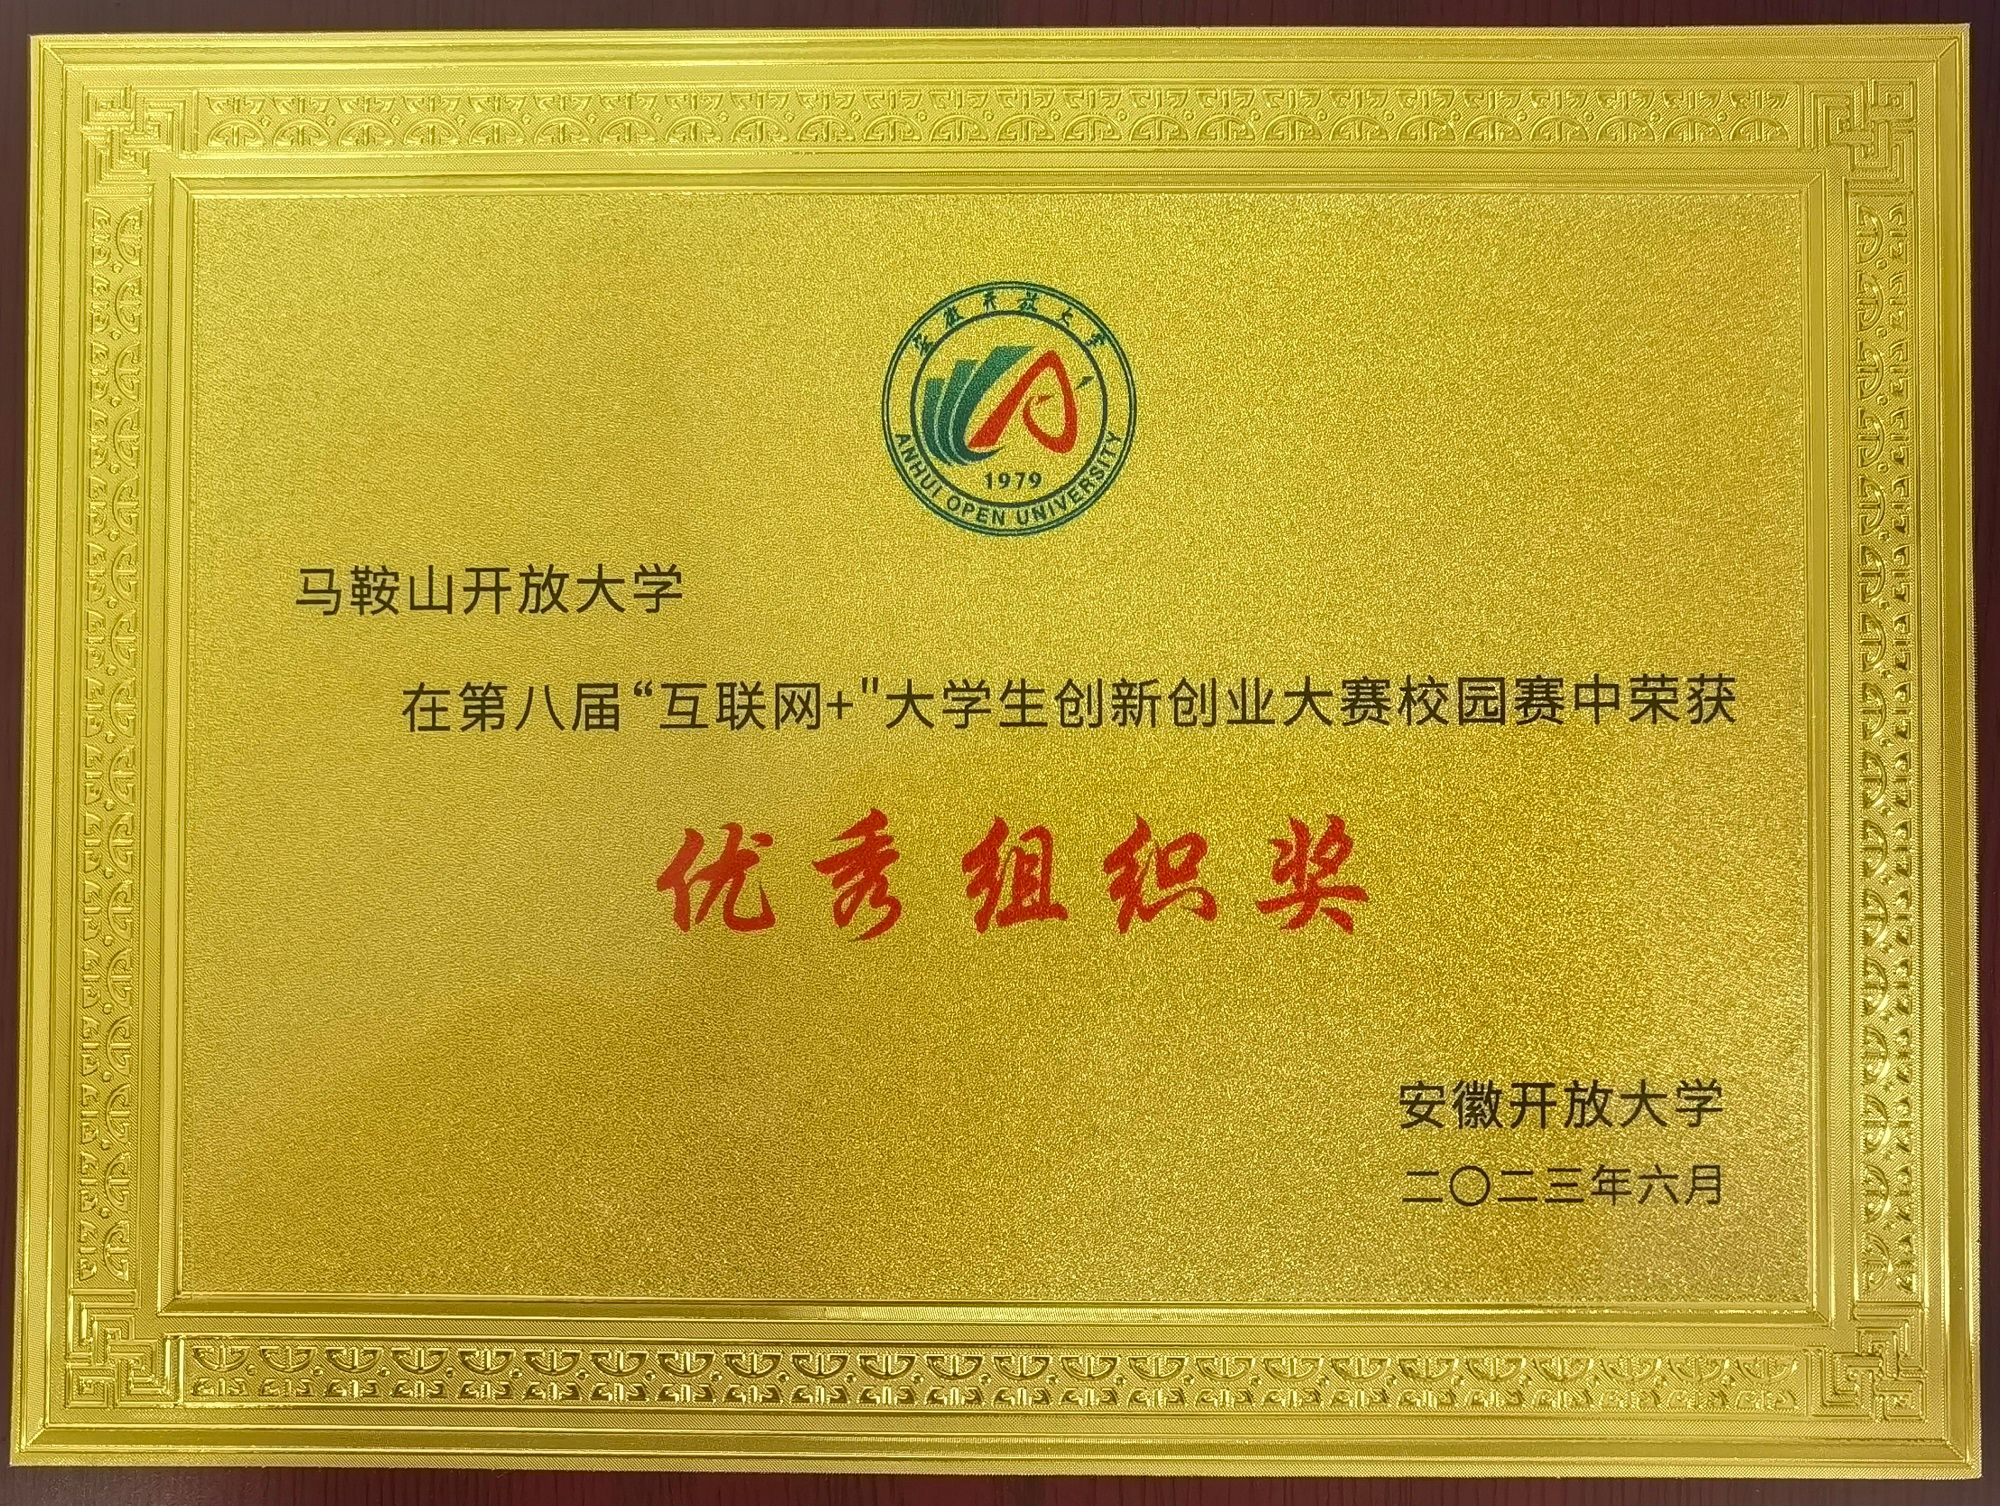 安徽开放大学
1979
ANHUI OPEN UNIVERSITY
马鞍山开放大学
在第八届“互联网+"大学生创新创业大赛校园赛中荣获
优秀组织奖
安徽开放大学
二〇二三年六月